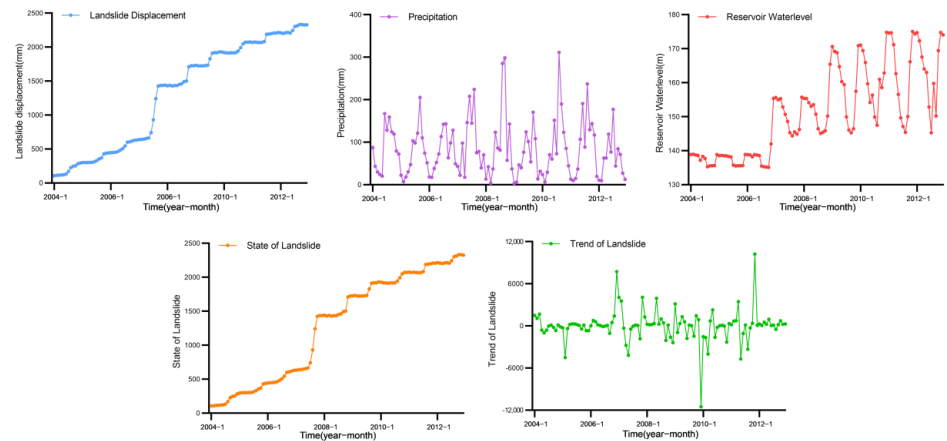 Landslide Displacement
Landslide displacement(mm)
2500
2000
1500
1000
500
0
2004−1 2006−1 2006−1 2010−1 2012−1
Time(year−month)
Precipitation
Precipitation(mm)
400
300
200
100
0
2004−1 2006−1 2008−1 2010−1 2012−1
Time(year−month)
Reservoir Waterlevel
Reservoir Waterlevel(m)
180
170
160
150
140
130
2004−1 2006−1 2008−1 2010−1 2012−1
Time(year−month)
State of Landslide
State of Landslide
2500
2000
1500
1000
500
0
2004−1 2006−1 2008−1 2010−1 2012−1
Time(year−month)
Trend of Landslide
Trend of Landslide
12,000
6000
0
-6000
-12,000
2004−1 2006−1 2008−1 2010−1 2012−1
Time(year−month)